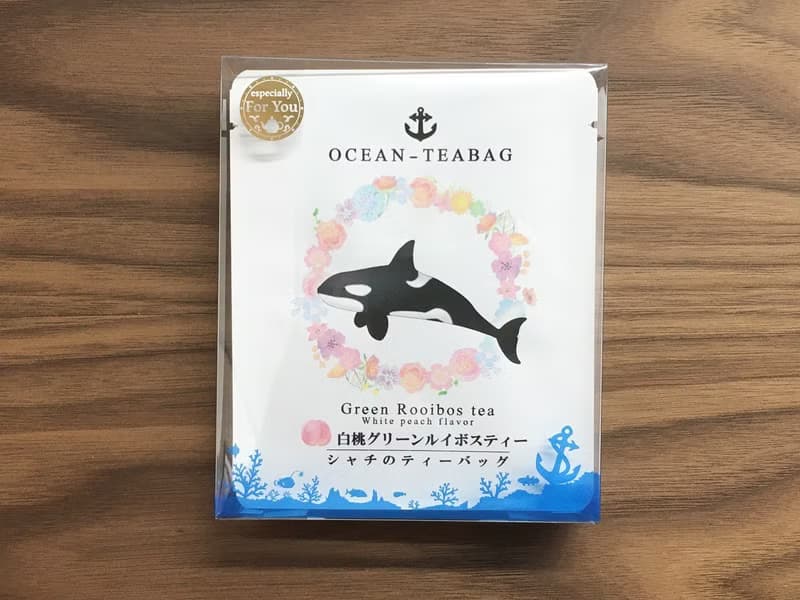 especially
For You
OCEAN-TEABAG
Green Rooibos tea
White peach flavor
白桃グリーンルイボスティー
シャチのティーバッグ